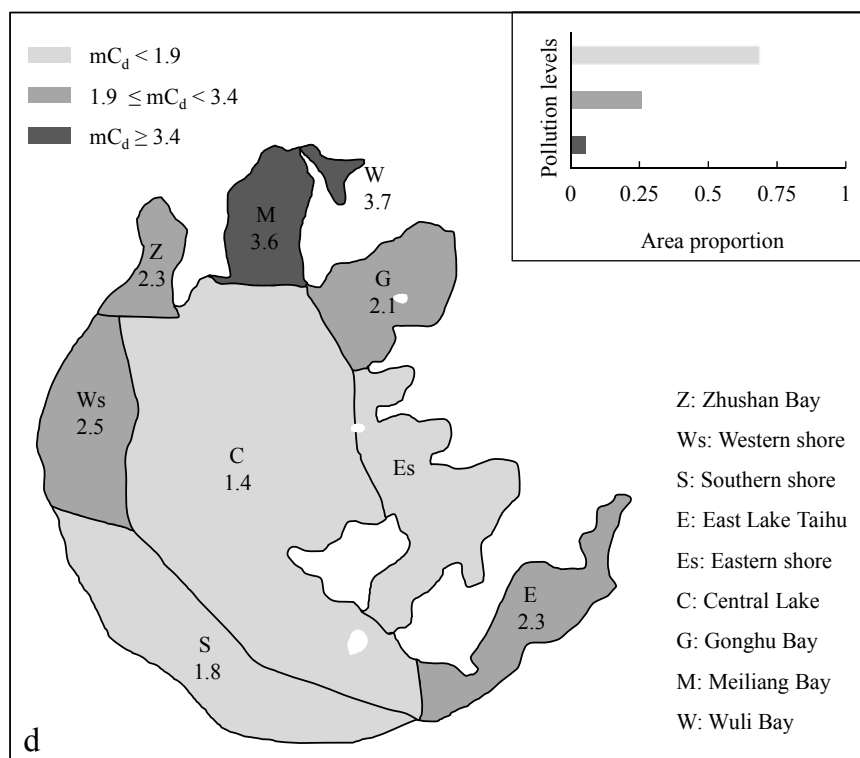 mCd < 1.9
1.9 ≤ mCd < 3.4
mCd ≥ 3.4
Pollution levels
0 0.25 0.5 0.75 1
Area proportion
W
3.7
M
3.6
Z
2.3
G
2.1
Ws
2.5
C
1.4
Es
E
2.3
S
1.8
Z: Zhushan Bay
Ws: Western shore
S: Southern shore
E: East Lake Taihu
Es: Eastern shore
C: Central Lake
G: Gonghu Bay
M: Meiliang Bay
W: Wuli Bay
d